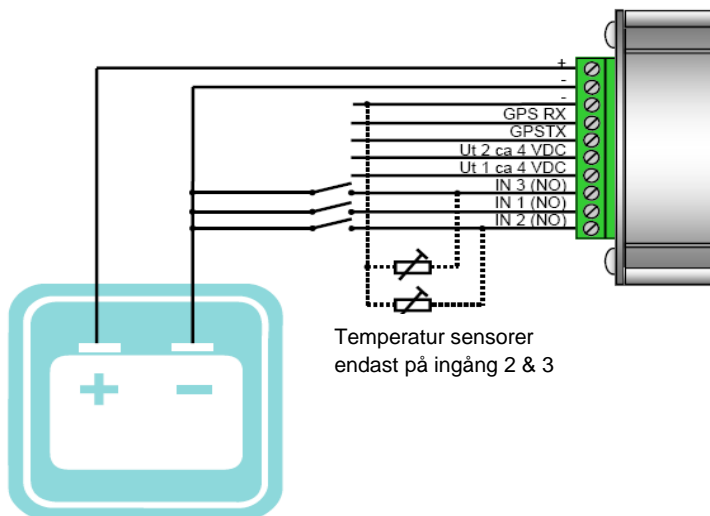 +
-
-
GPS RX
GPSTX
Ut 2 ca 4 VDC
Ut 1 ca 4 VDC
IN 3 (NO)
IN 1 (NO)
IN 2 (NO)
Temperatur sensorer
endast på ingång 2 & 3
+ −